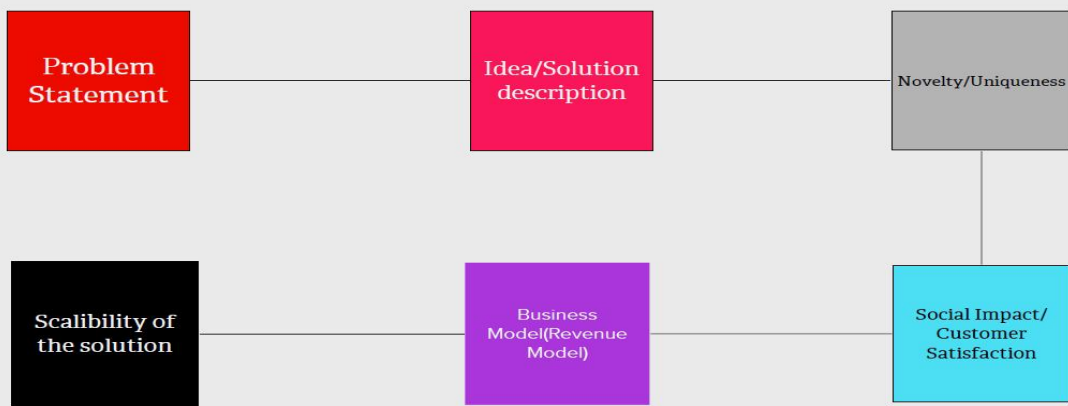 Problem
Statement
Idea/Solution
description
Novelty/Uniqueness
Social Impact/
Customer
Satisfaction
Business
Model(Revenue
Model)
Scalibility of
the solution